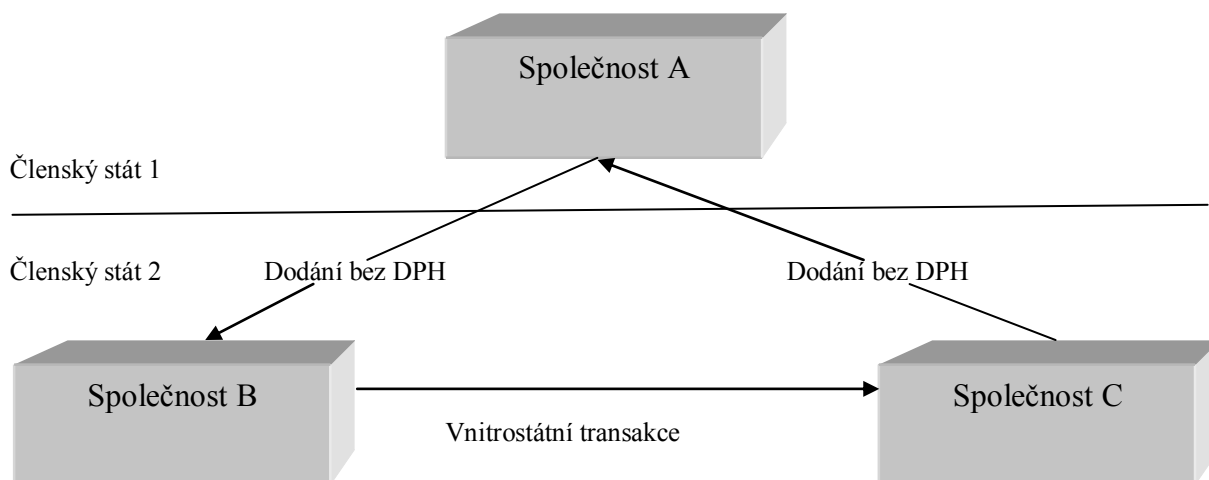 Společnost A
Členský stát 1
Členský stát 2
Dodání bez DPH
Dodání bez DPH
Společnost B
Společnost C
Vnitrostátní transakce